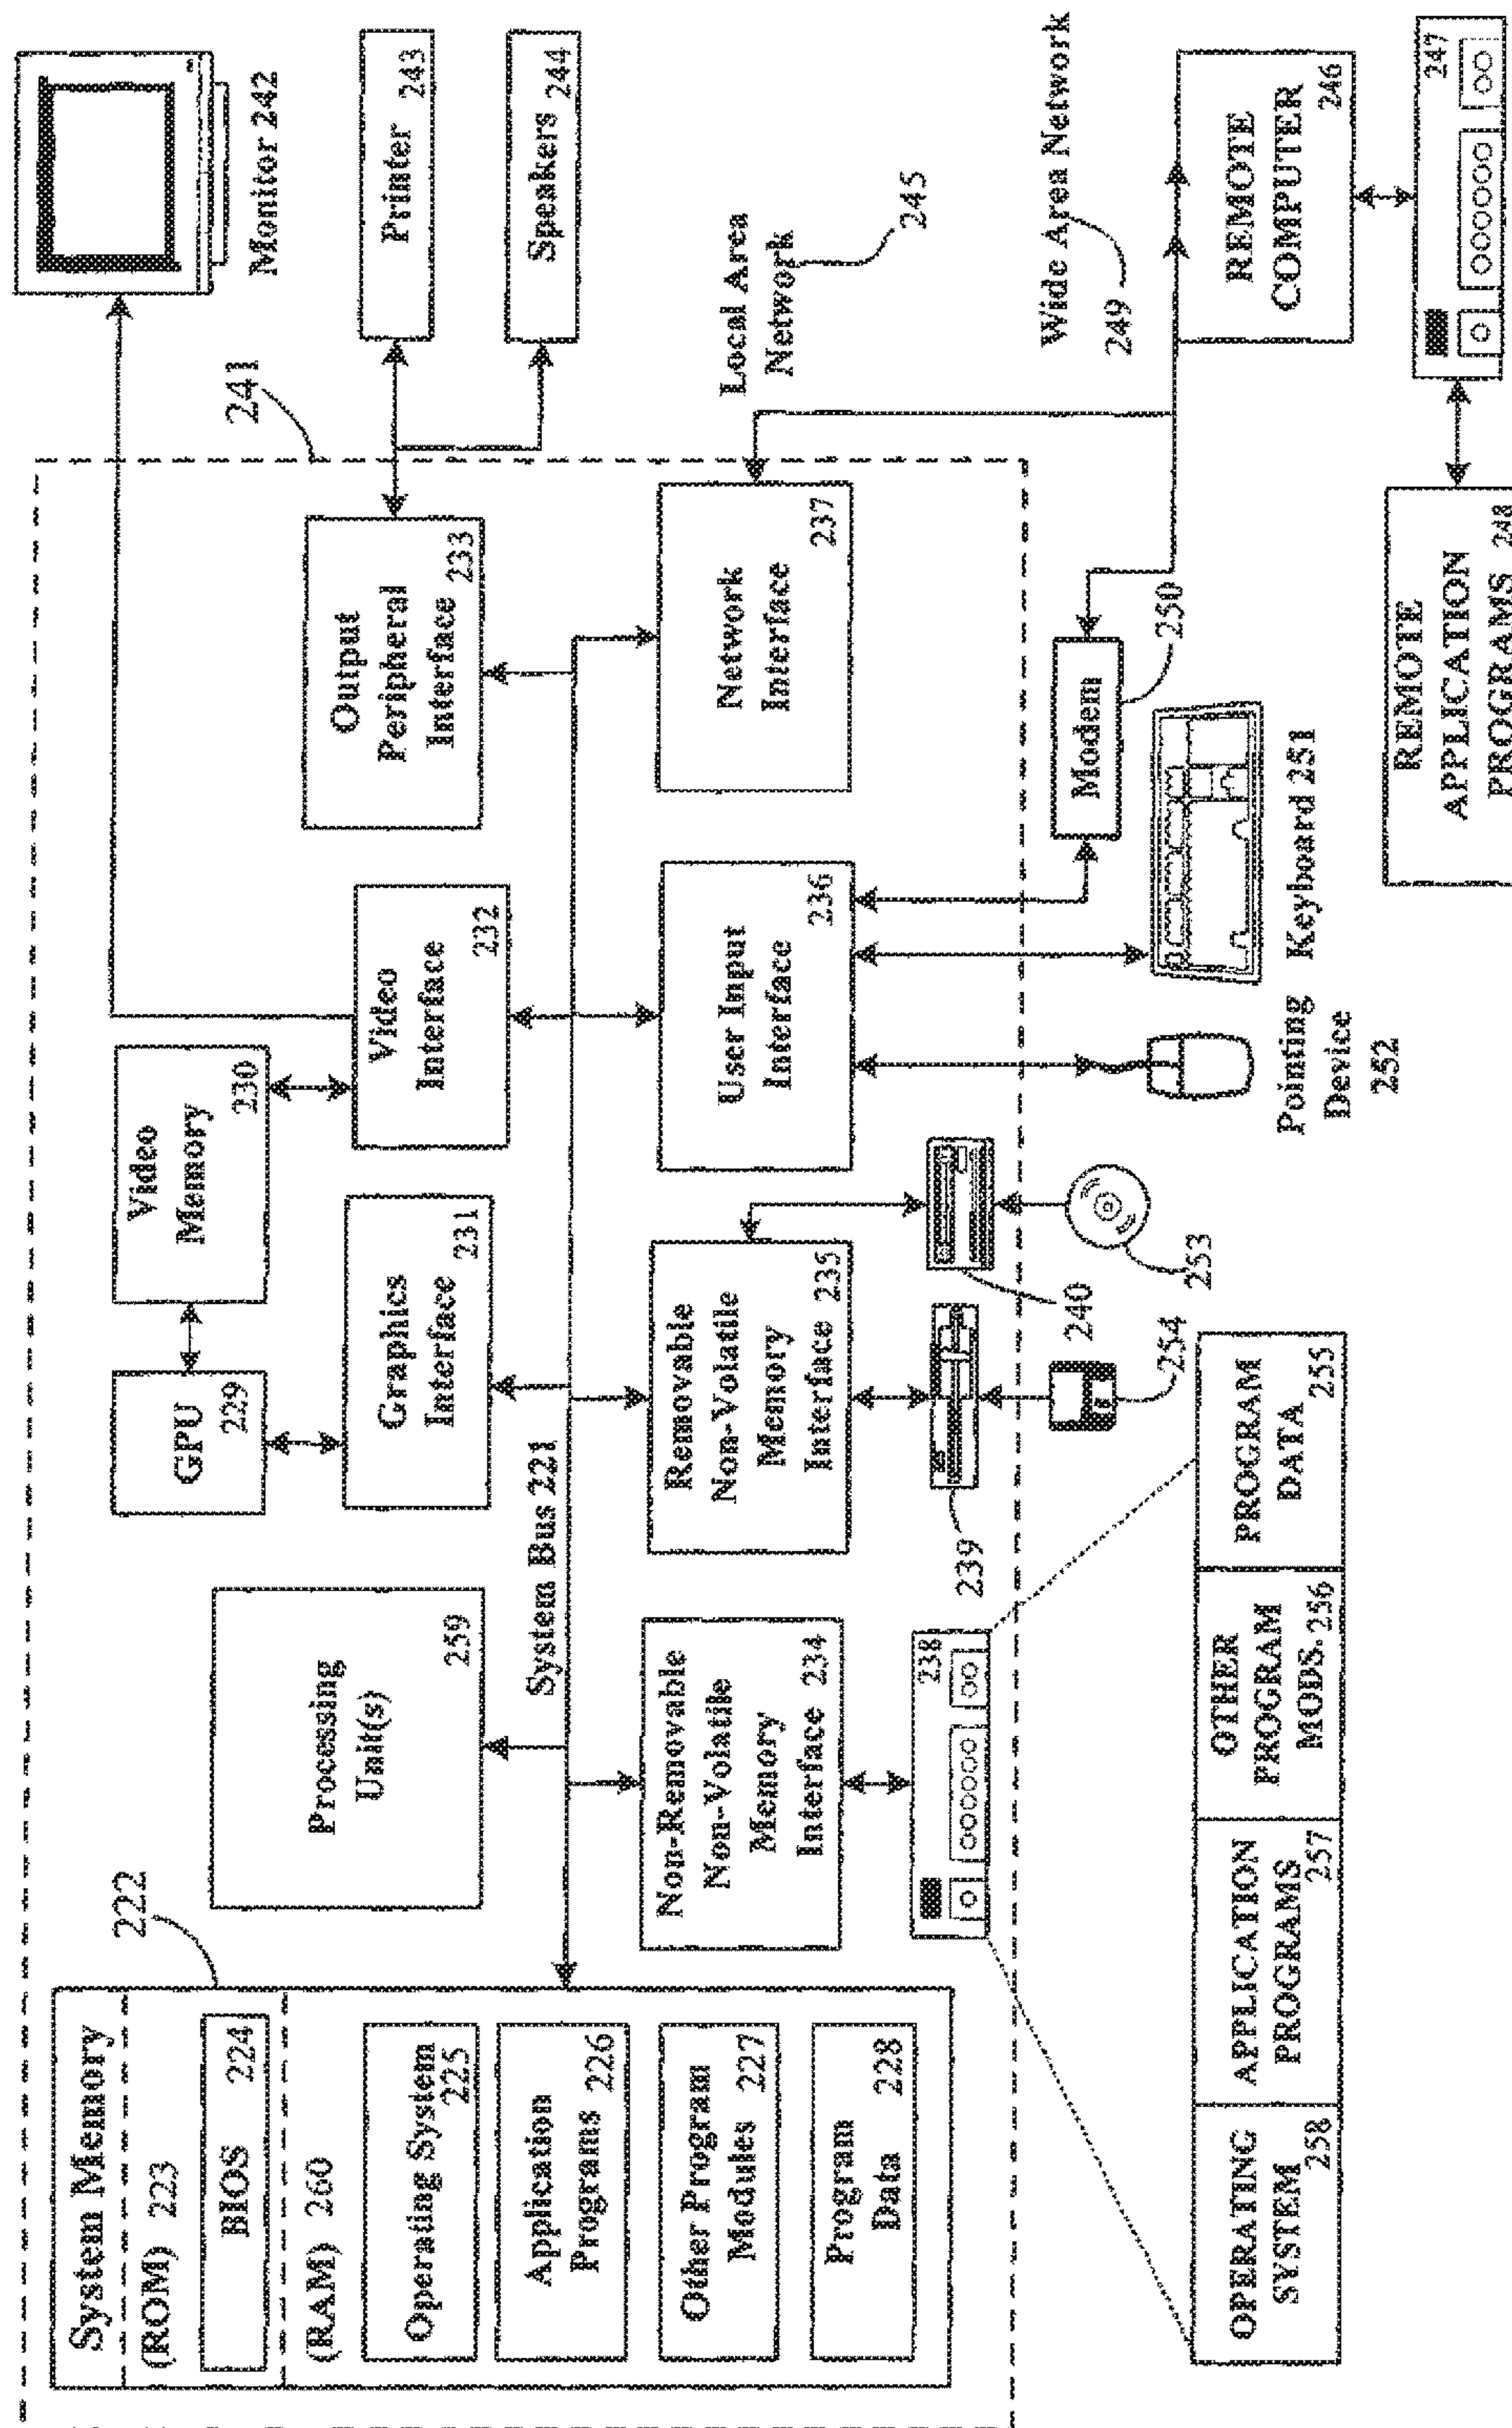 System Memory
(ROM) 223
BIOS 224
(RAM) 260
Operating System
225
Application
Programs 226
Other Program
Modules 227
Program
Data 228
222
Processing
Unit(s)
259
System Bus 221
GPU
229
Video
Memory
230
Graphics
Interface
231
Video
Interface
232
Output
Peripheral
Interface 233
241
Monitor 242
Printer 243
Speakers 244
Non-Removable
Non-Volatile
Memory
Interface 234
Removable
Non-Volatile
Memory
Interface 235
User Input
Interface
236
Network
Interface
237
Local Area
Network
245
238
239
240
254
253
Pointing
Device
252
Keyboard 251
Modem
250
Wide Area Network
249
REMOTE
COMPUTER
246
247
REMOTE
APPLICATION
PROGRAMS 248
OPERATING
SYSTEM
258
APPLICATION
PROGRAMS
257
OTHER
PROGRAM
MODS. 256
PROGRAM
DATA
255